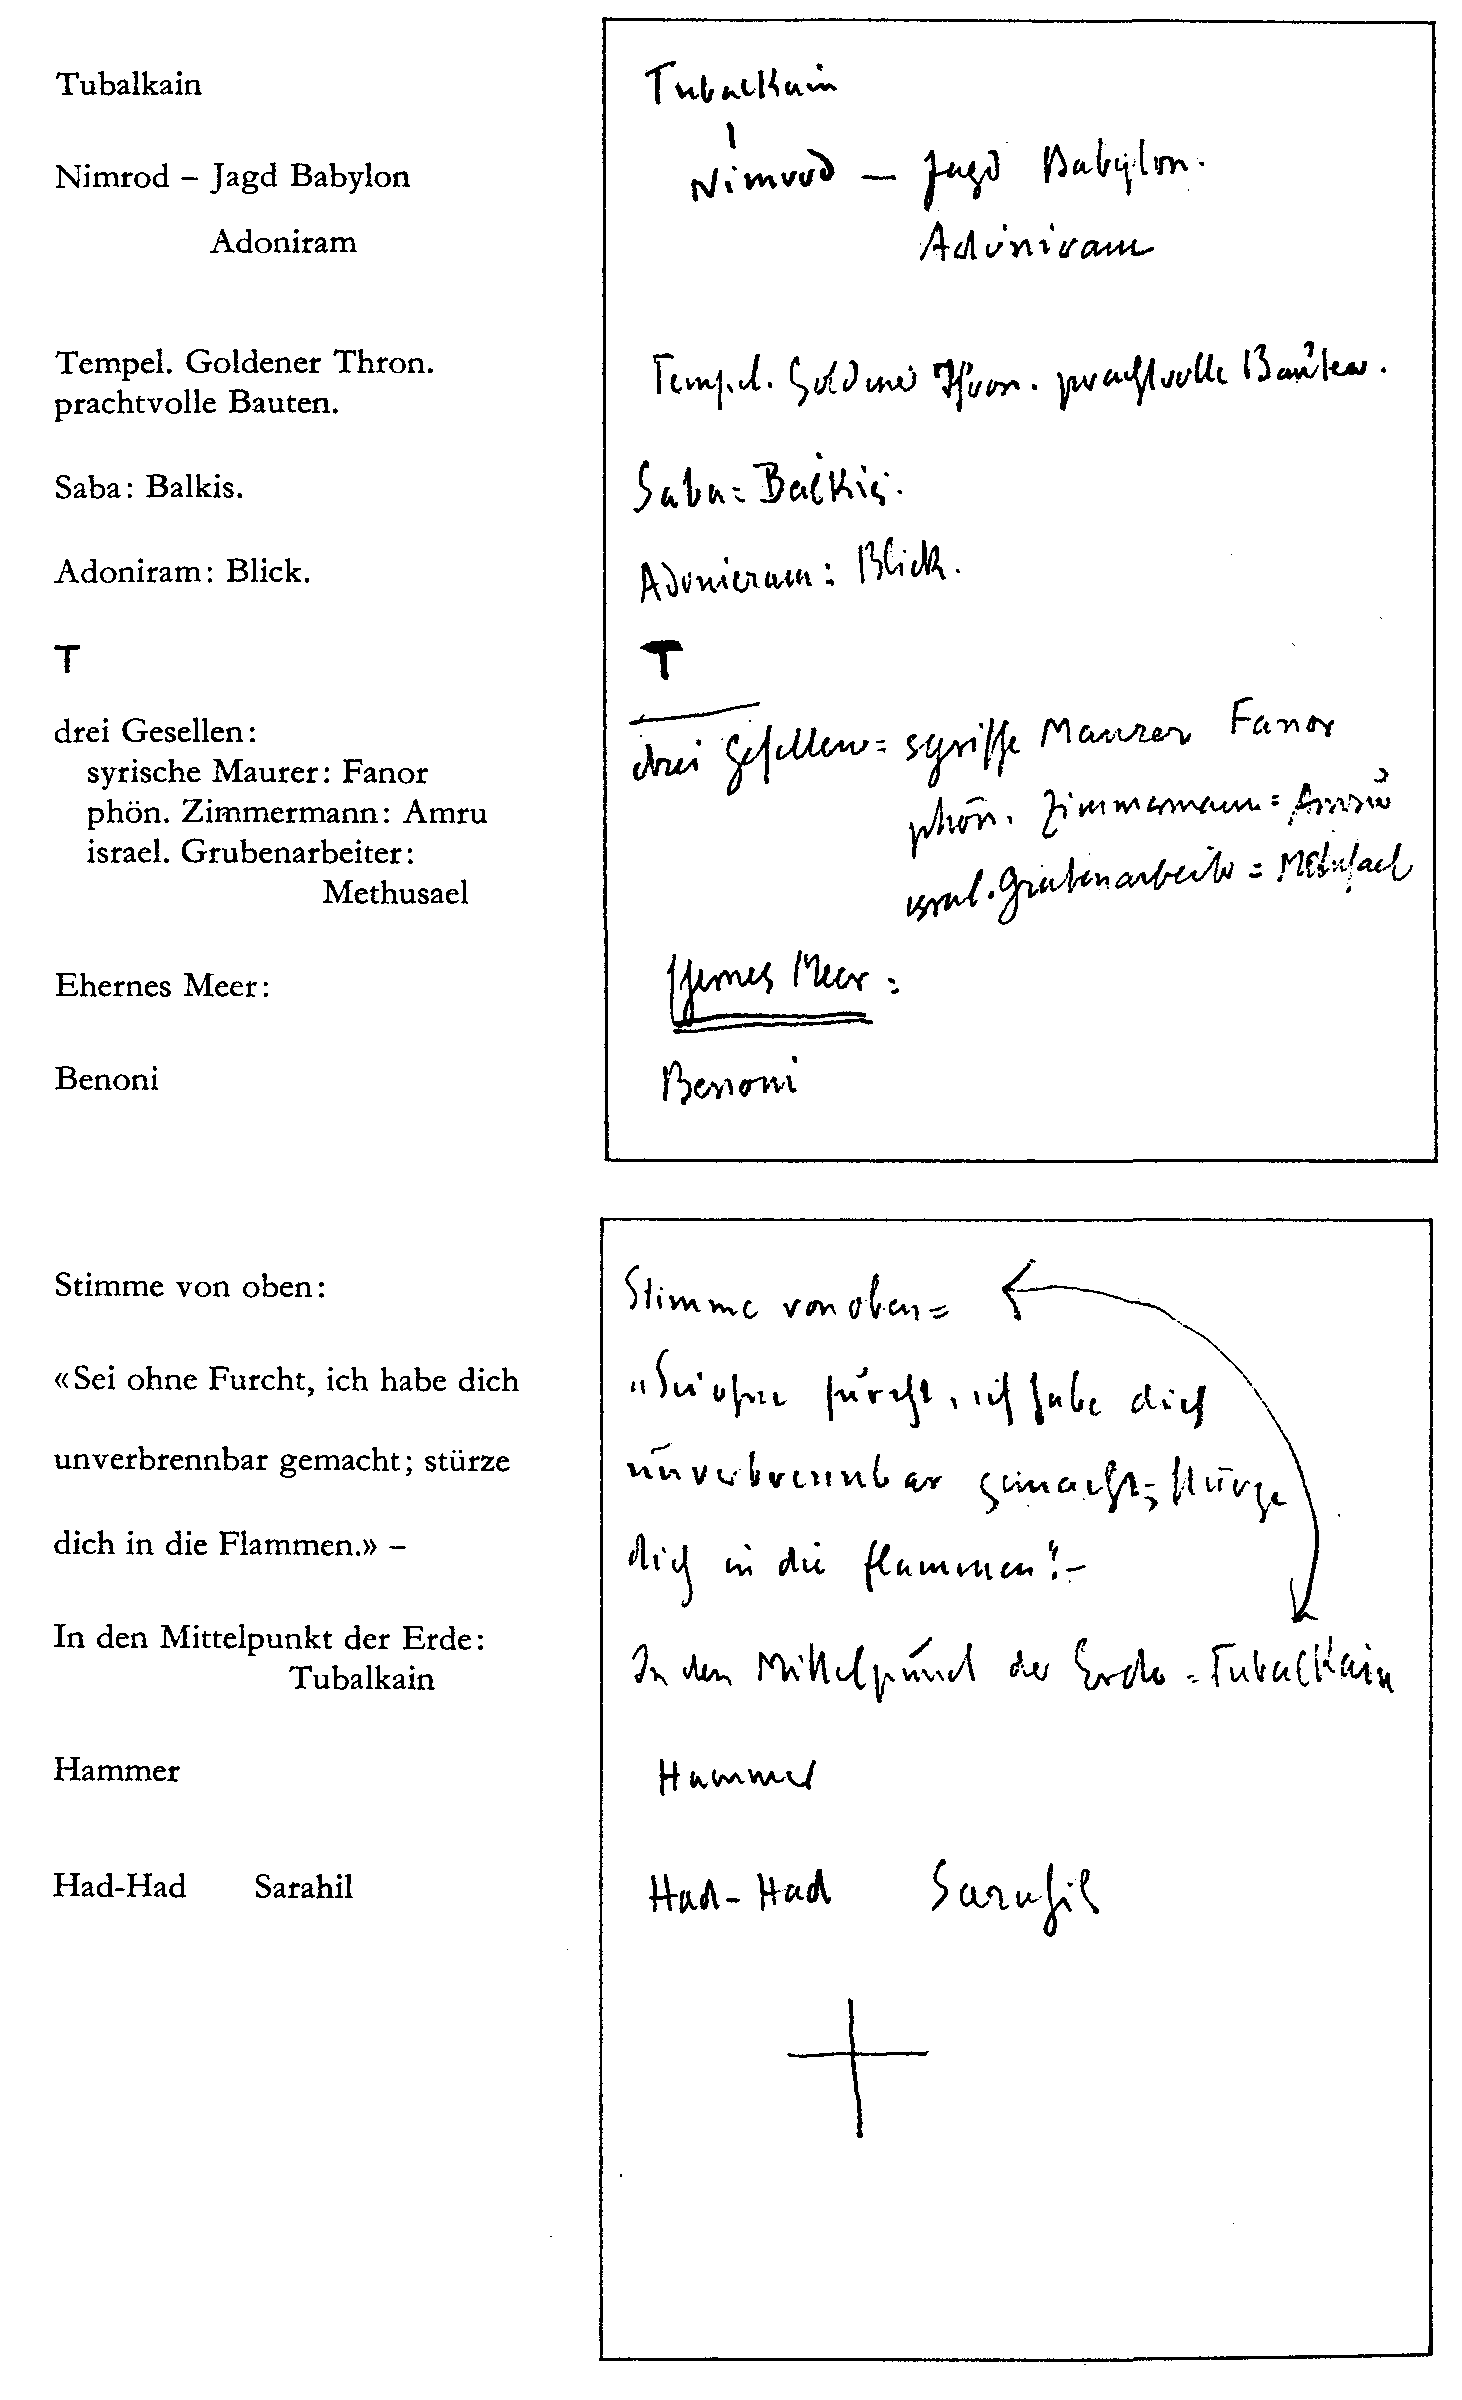 Tubalkain
Nimrod – Jagd Babylon
Adoniram
Tempel. Goldener Thron.
prachtvolle Bauten.
Saba: Balkis.
Adoniram: Blick.
T
drei Gesellen:
syrische Maurer: Fanor
phön. Zimmermann: Amru
israel. Grubenarbeiter:
Methusael
Ehernes Meer:
Benoni
Tubalkain
Nimrod – Jagd Babylon.
Adoniram
Tempel. Goldener Thron. prachtvolle Bauten.
Saba: Balkis.
Adonieram: Blick.
T
drei Gesellen: syrische Maurer Fanor
phön. Zimmermann: Amru
israel. Grubenarbeiter: Methusael
Ehernes Meer:
Benoni
Stimme von oben:
«Sei ohne Furcht, ich habe dich
unverbrennbar gemacht; stürze
dich in die Flammen.» –
In den Mittelpunkt der Erde:
Tubalkain
Hammer
Had-Had Sarahil
Stimme von oben:
"Sei ohne Furcht, ich habe dich
unverbrennbar gemacht; stürze
dich in die Flammen". –
In den Mittelpunct der Erde: Tubalkain
Hammer
Had-Had Sarahil